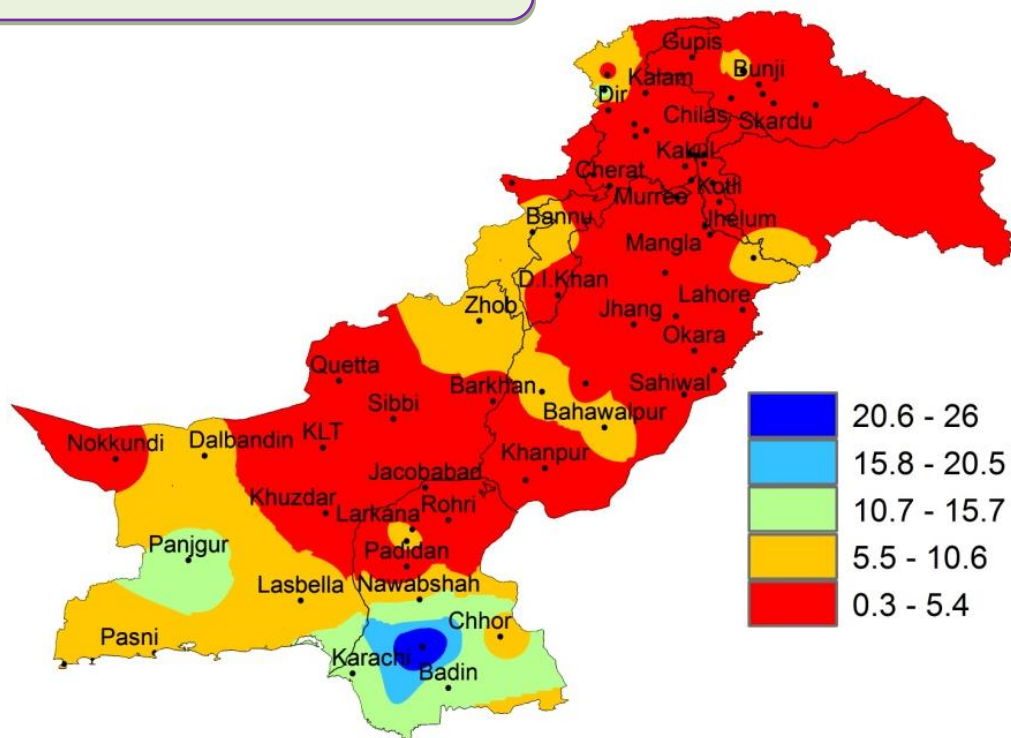 Gupis
Bunji
Kalam
Dir
Chilas
Skardu
Kakul
Cherat
Kotli
Murree
Jhelum
Bannu
Mangla
D.I.Khan
Zhob
Lahore
Jhang
Okara
Quetta
Barkhan
Sahiwal
Sibbi
Bahawalpur
Nokkundi
Dalbandin
KLT
Khanpur
Jacobabad
Khuzdar
Rohri
Larkana
Panjgur
Padidan
Lasbella
Nawabshah
Chhor
Pasni
Karachi
Badin
20.6 - 26
15.8 - 20.5
10.7 - 15.7
5.5 - 10.6
0.3 - 5.4